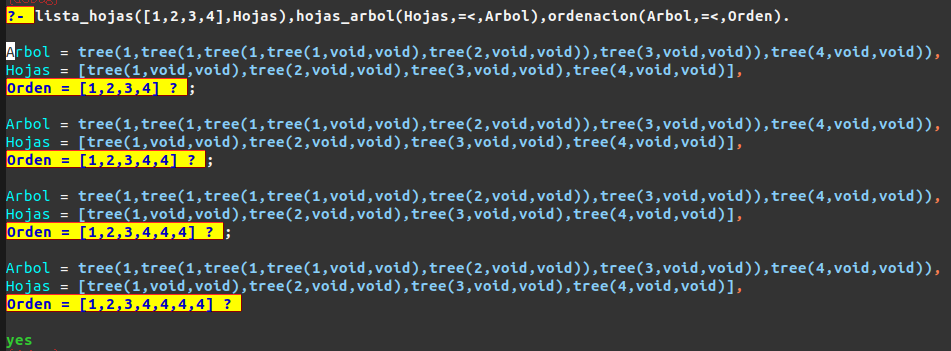 ?- lista_hojas([1,2,3,4],Hojas),hojas_arbol(Hojas,=<,Arbol),ordenacion(Arbol,=<,Orden).
Arbol = tree(1,tree(1,tree(1,tree(1,void,void),tree(2,void,void)),tree(3,void,void)),tree(4,void,void)),
Hojas = [tree(1,void,void),tree(2,void,void),tree(3,void,void),tree(4,void,void)],
Orden = [1,2,3,4] ? ;
Arbol = tree(1,tree(1,tree(1,tree(1,void,void),tree(2,void,void)),tree(3,void,void)),tree(4,void,void)),
Hojas = [tree(1,void,void),tree(2,void,void),tree(3,void,void),tree(4,void,void)],
Orden = [1,2,3,4,4] ? ;
Arbol = tree(1,tree(1,tree(1,tree(1,void,void),tree(2,void,void)),tree(3,void,void)),tree(4,void,void)),
Hojas = [tree(1,void,void),tree(2,void,void),tree(3,void,void),tree(4,void,void)],
Orden = [1,2,3,4,4,4] ? ;
Arbol = tree(1,tree(1,tree(1,tree(1,void,void),tree(2,void,void)),tree(3,void,void)),tree(4,void,void)),
Hojas = [tree(1,void,void),tree(2,void,void),tree(3,void,void),tree(4,void,void)],
Orden = [1,2,3,4,4,4,4] ?
yes